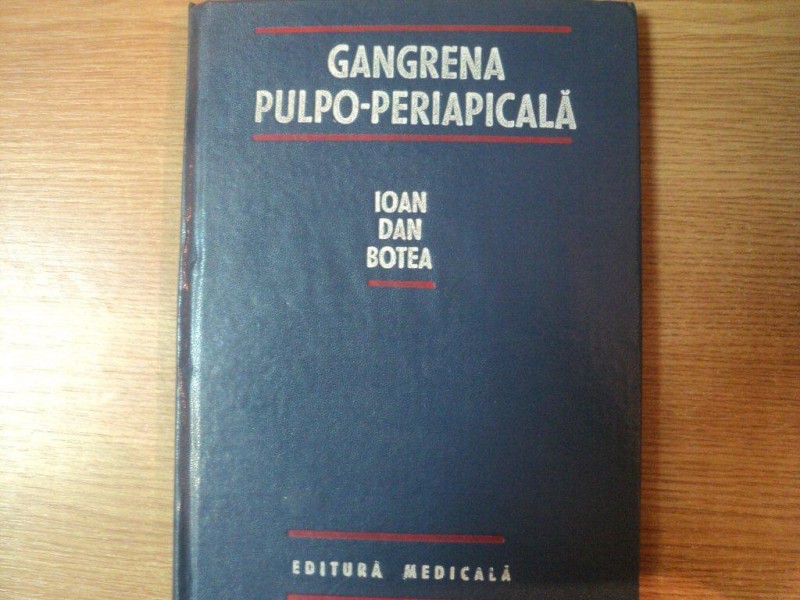 GANGRENA
PULPO-PERIAPICALĂ
IOAN
DAN
BOTEA
EDITURĂ MEDICALĂ